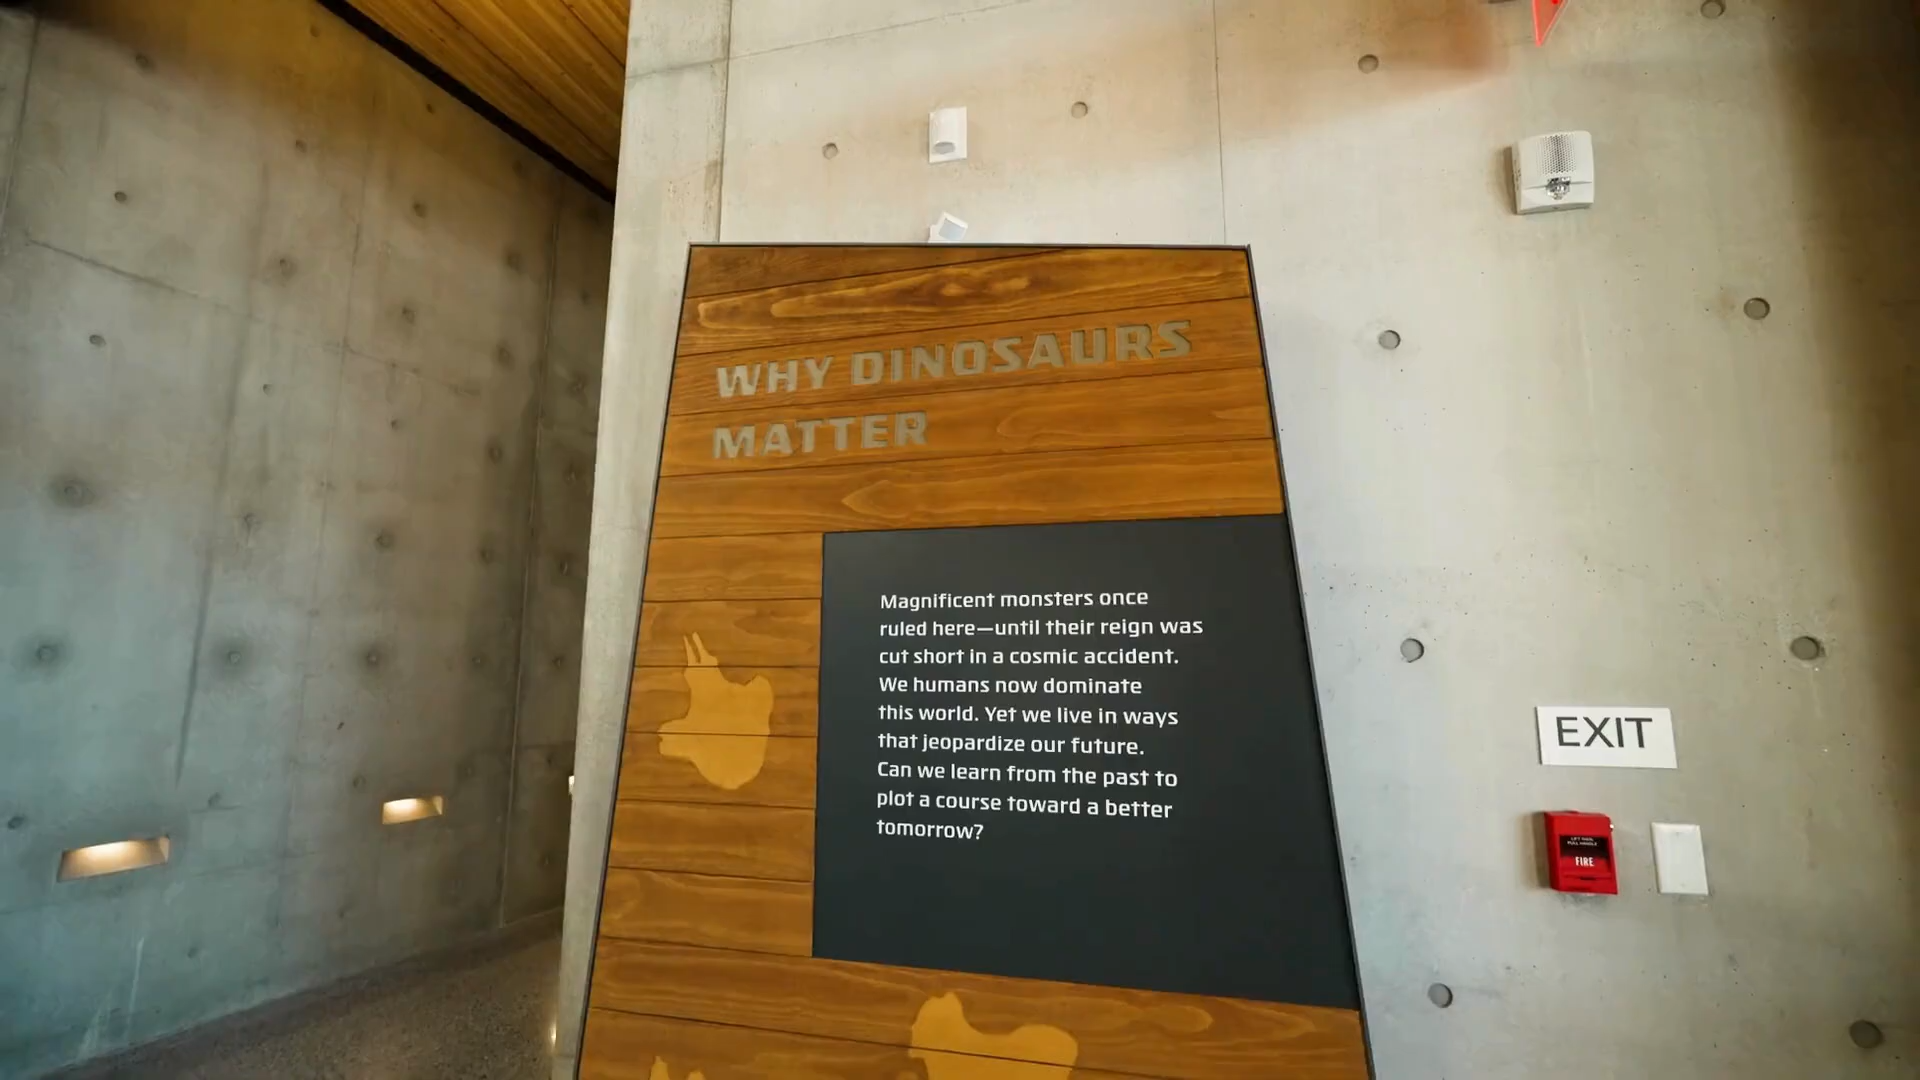 WHY DINOSAURS
MATTER
Magnificent monsters once
ruled here—until their reign was
cut short in a cosmic accident.
We humans now dominate
this world. Yet we live in ways
that jeopardize our future.
Can we learn from the past to
plot a course toward a better
tomorrow?
EXIT
FIRE